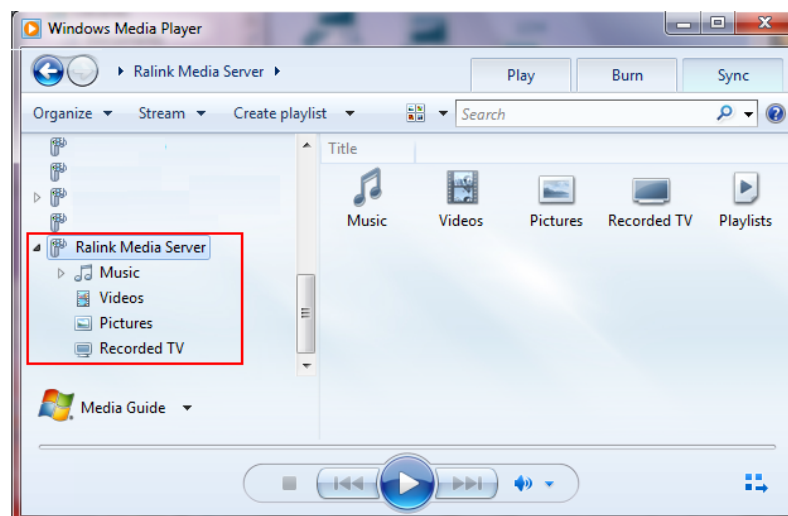 Windows Media Player
Ralink Media Server
Play Burn Sync
Organize Stream Create playlist Search
Title
Music Videos Pictures Recorded TV Playlists
Ralink Media Server
Music
Videos
Pictures
Recorded TV
Media Guide